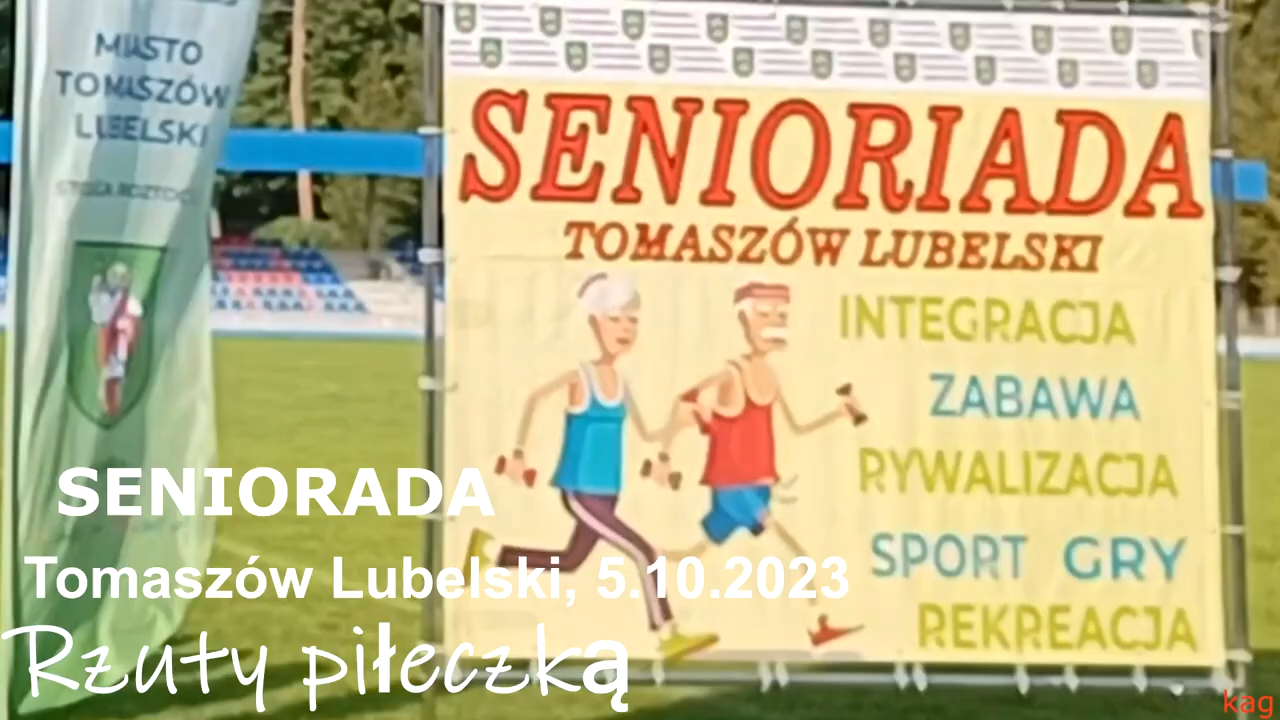 MIASTO
TOMASZÓW
LUBELSKI
SENIORIADA
TOMASZÓW LUBELSKI
INTEGRACJA
ZABAWA
RYWALIZACJA
SPORT GRY
REKREACJA
SENIORADA
Tomaszów Lubelski, 5.10.2023
Rzuty piłeczką
kag